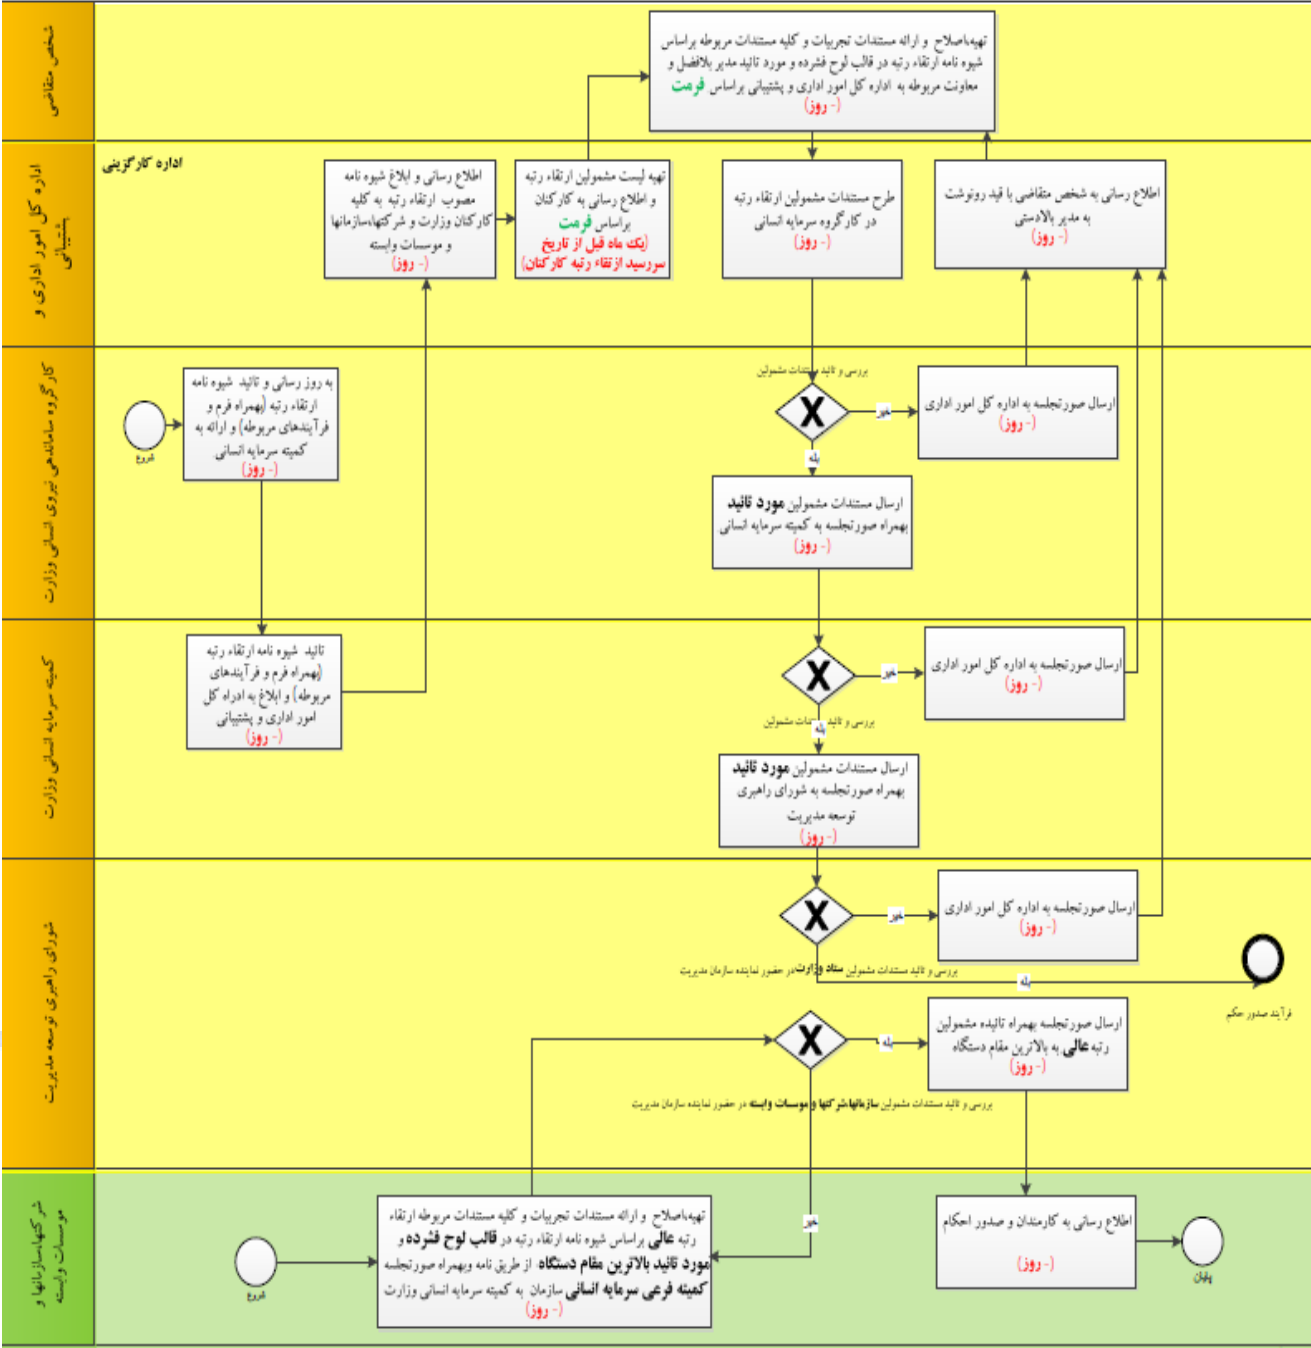 شخص متقاضی
تهیه،اصلاح و ارائه مستندات تجربیات و کلیه مستندات مربوطه براساس
شیوه نامه ارتقاء رتبه در قالب لوح فشرده و مورد تائید مدیر بلافصل و
معاونت مربوطه به اداره کل امور اداری و پشتیبانی براساس فرمت
(- روز)
اداره کل امور اداری و
پشتیبانی
اداره کارگزینی
اطلاع رسانی و ابلاغ شیوه نامه
مصوب ارتقاء رتبه به کلیه
کارکنان وزارت و شرکتها،سازمانها
و موسسات وابسته
(- روز)
تهیه لیست مشمولین ارتقاء رتبه
و اطلاع رسانی به کارکنان
براساس فرمت
(یک ماه قبل از تاریخ
سررسید ازتقاء رتبه کارکنان)
طرح مستندات مشمولین ارتقاء رتبه
در کارگروه سرمایه انسانی
(- روز)
اطلاع رسانی به شخص متقاضی با قید رونوشت
به مدیر بالادستی
(- روز)
کارگروه ساماندهی نیروی انسانی وزارت
شروع
به روز رسانی و تائید شیوه نامه
ارتقاء رتبه (بهمراه فرم و
فرآیندهای مربوطه) و ارائه به
کمیته سرمایه انسانی
(- روز)
بررسی و تائید مستندات مشمولین
خیر
بله
ارسال صورتجلسه به اداره کل امور اداری
(- روز)
ارسال مستندات مشمولین مورد تائید
بهمراه صورتجلسه به کمیته سرمایه انسانی
(- روز)
کمیته سرمایه انسانی وزارت
تائید شیوه نامه ارتقاء رتبه
(بهمراه فرم و فرآیندهای
مربوطه) و ابلاغ به ادراه کل
امور اداری و پشتیبانی
(- روز)
خیر
ارسال صورتجلسه به اداره کل امور اداری
(- روز)
بررسی و تائید مستندات مشمولین
بله
ارسال مستندات مشمولین مورد تائید
بهمراه صورتجلسه به شورای راهبری
توسعه مدیریت
(- روز)
شورای راهبری توسعه مدیریت
خیر
ارسال صورتجلسه به اداره کل امور اداری
(- روز)
بررسی و تائید مستندات مشمولین ستاد وزارت در حضور نماینده سازمان مدیریت
بله
فرآیند صدور حکم
بله
ارسال صورتجلسه بهمراه تائیده مشمولین
رتبه عالی به بالاترین مقام دستگاه
(- روز)
بررسی و تائید مستندات مشمولین سازمانها،شرکتها و موسسات وابسته در حضور نماینده سازمان مدیریت
خیر
شرکتها،سازمانها و
موسسات وابسته
شروع
تهیه،اصلاح و ارائه مستندات تجربیات و کلیه مستندات مربوطه ارتقاء
رتبه عالی براساس شیوه نامه ارتقاء رتبه در قالب لوح فشرده و
مورد تائید بالاترین مقام دستگاه از طریق نامه وبهمراه صورتجلسه
کمیته فرعی سرمایه انسانی سازمان به کمیته سرمایه انسانی وزارت
(- روز)
اطلاع رسانی به کارمندان و صدور احکام
(- روز)
پایان